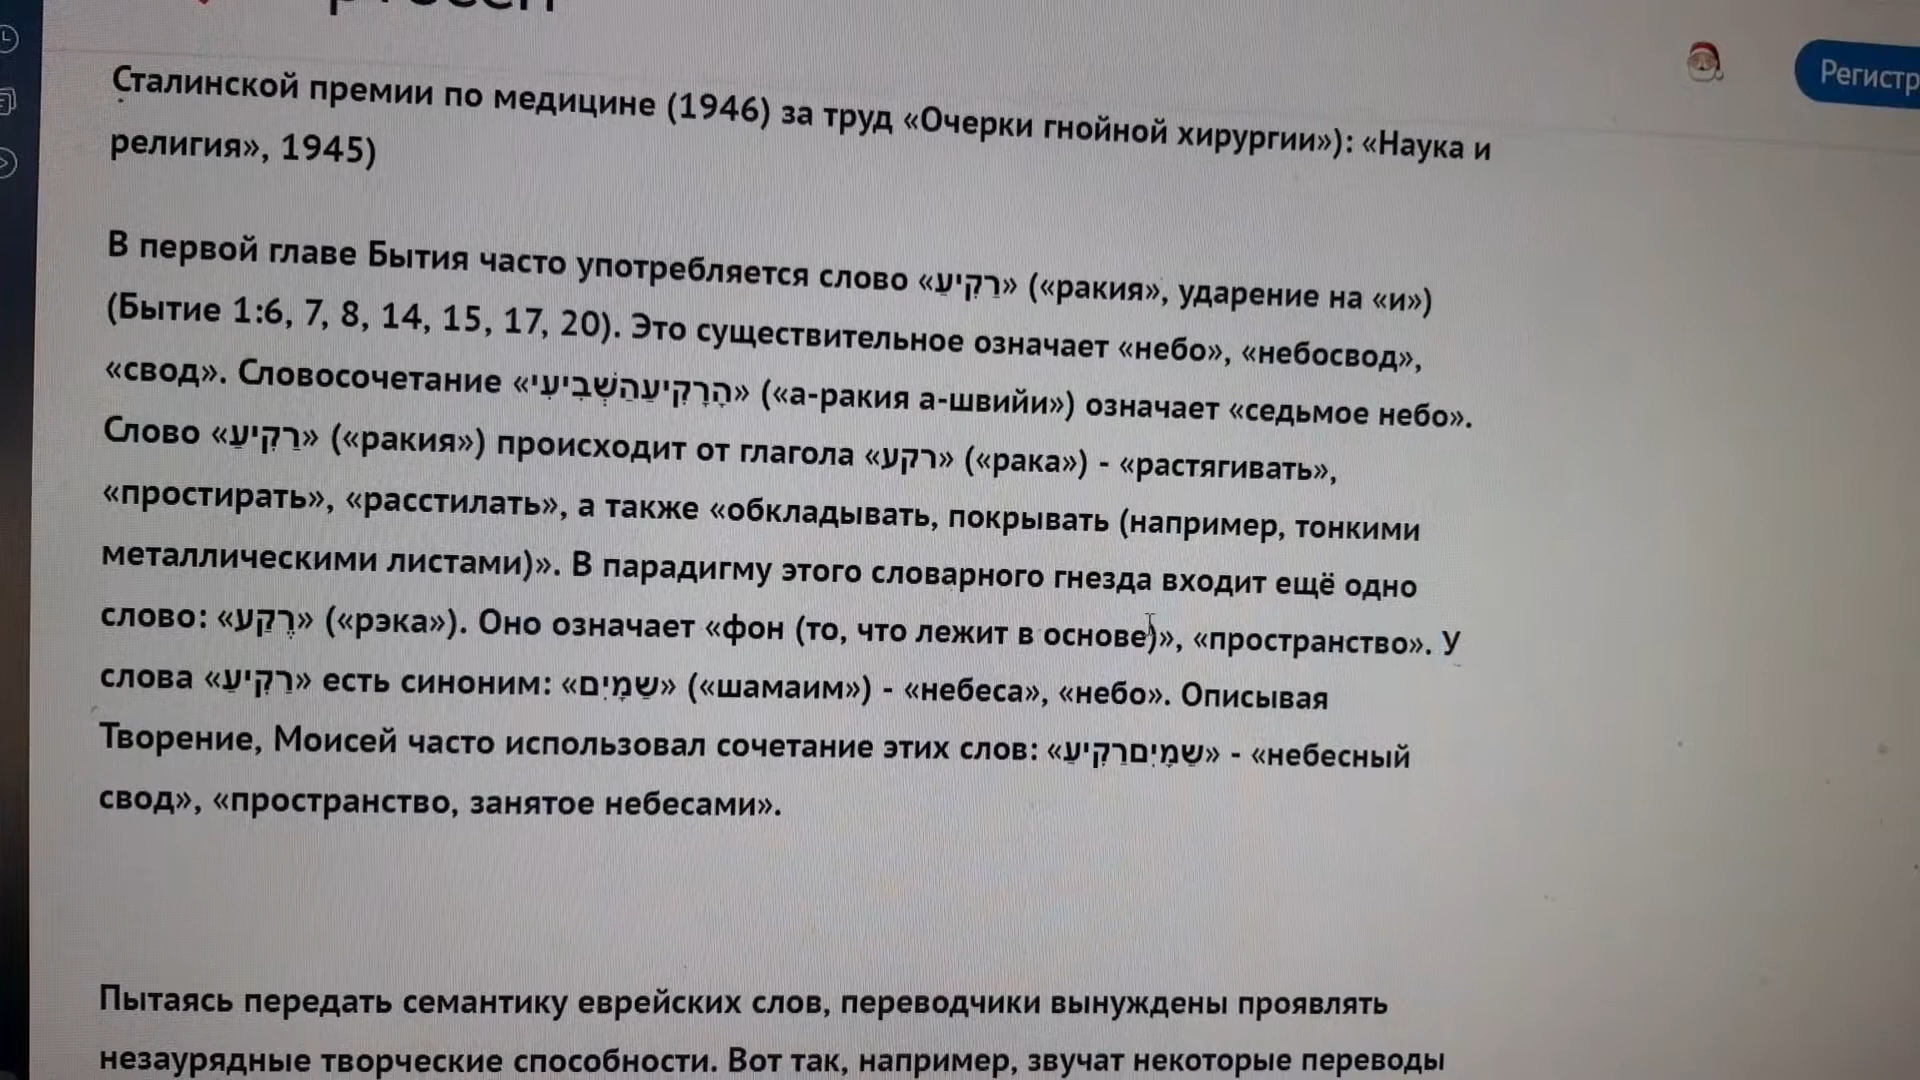 Регистр
Сталинской премии по медицине (1946) за труд «Очерки гнойной хирургии»): «Наука и
религия», 1945)
В первой главе Бытия часто употребляется слово «רַקִיעַ» («ракия», ударение на «и»)
(Бытие 1:6, 7, 8, 14, 15, 17, 20). Это существительное означает «небо», «небосвод»,
«свод». Словосочетание «הָרָקִיעַהַשְׁבִיעִי» («а-ракия а-швийи») означает «седьмое небо».
Слово «רַקִיעַ» («ракия») происходит от глагола «רקע» («рака») - «растягивать»,
«простирать», «расстилать», а также «обкладывать, покрывать (например, тонкими
металлическими листами)». В парадигму этого словарного гнезда входит ещё одно
слово: «רֶקַע» («рэка»). Оно означает «фон (то, что лежит в основе)», «пространство». У
слова «רַקִיעַ» есть синоним: «שַמָיִם» («шамаим») - «небеса», «небо». Описывая
Творение, Моисей часто использовал сочетание этих слов: «שַמָיִםרַקִיעַ» - «небесный
свод», «пространство, занятое небесами».
Пытаясь передать семантику еврейских слов, переводчики вынуждены проявлять
незаурядные творческие способности. Вот так, например, звучат некоторые переводы